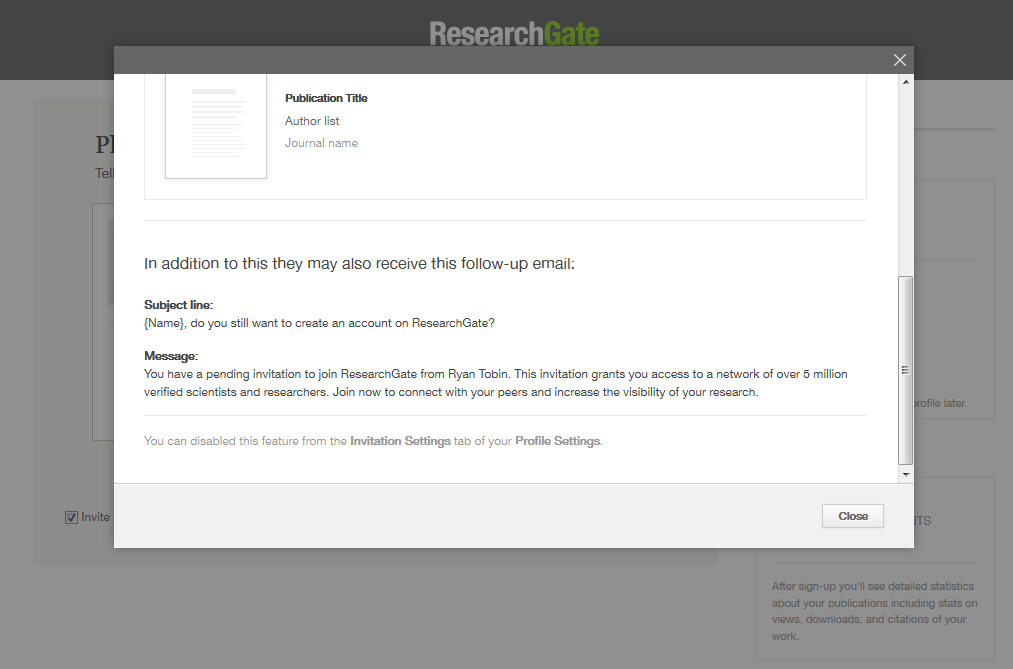 ResearchGate
Publication Title
Author list
Journal name
In addition to this they may also receive this follow-up email:
Subject line:
{Name}, do you still want to create an account on ResearchGate?
Message:
You have a pending invitation to join ResearchGate from Ryan Tobin. This invitation grants you access to a network of over 5 million
verified scientists and researchers. Join now to connect with your peers and increase the visibility of your research.
You can disabled this feature from the Invitation Settings tab of your Profile Settings.
Close
Pl
Tell
Invite
profile later.
NTS
After sign-up you'll see detailed statistics
about your publications including stats on
views, downloads, and citations of your
work.